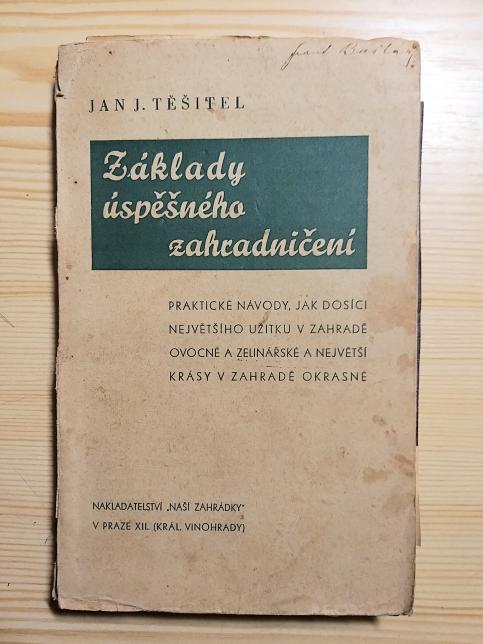 JAN J. TĚŠITEL
Základy
úspěšného
zahradničení
PRAKTICKÉ NÁVODY, JAK DOSÍCI
NEJVĚTŠÍHO UŽITKU V ZAHRADĚ
OVOCNÉ A ZELINÁŘSKÉ A NEJVĚTŠÍ
KRÁSY V ZAHRADĚ OKRASNÉ
NAKLADATELSTVÍ „NAŠÍ ZAHRÁDKY"
V PRAZE XII. (KRÁL. VINOHRADY)